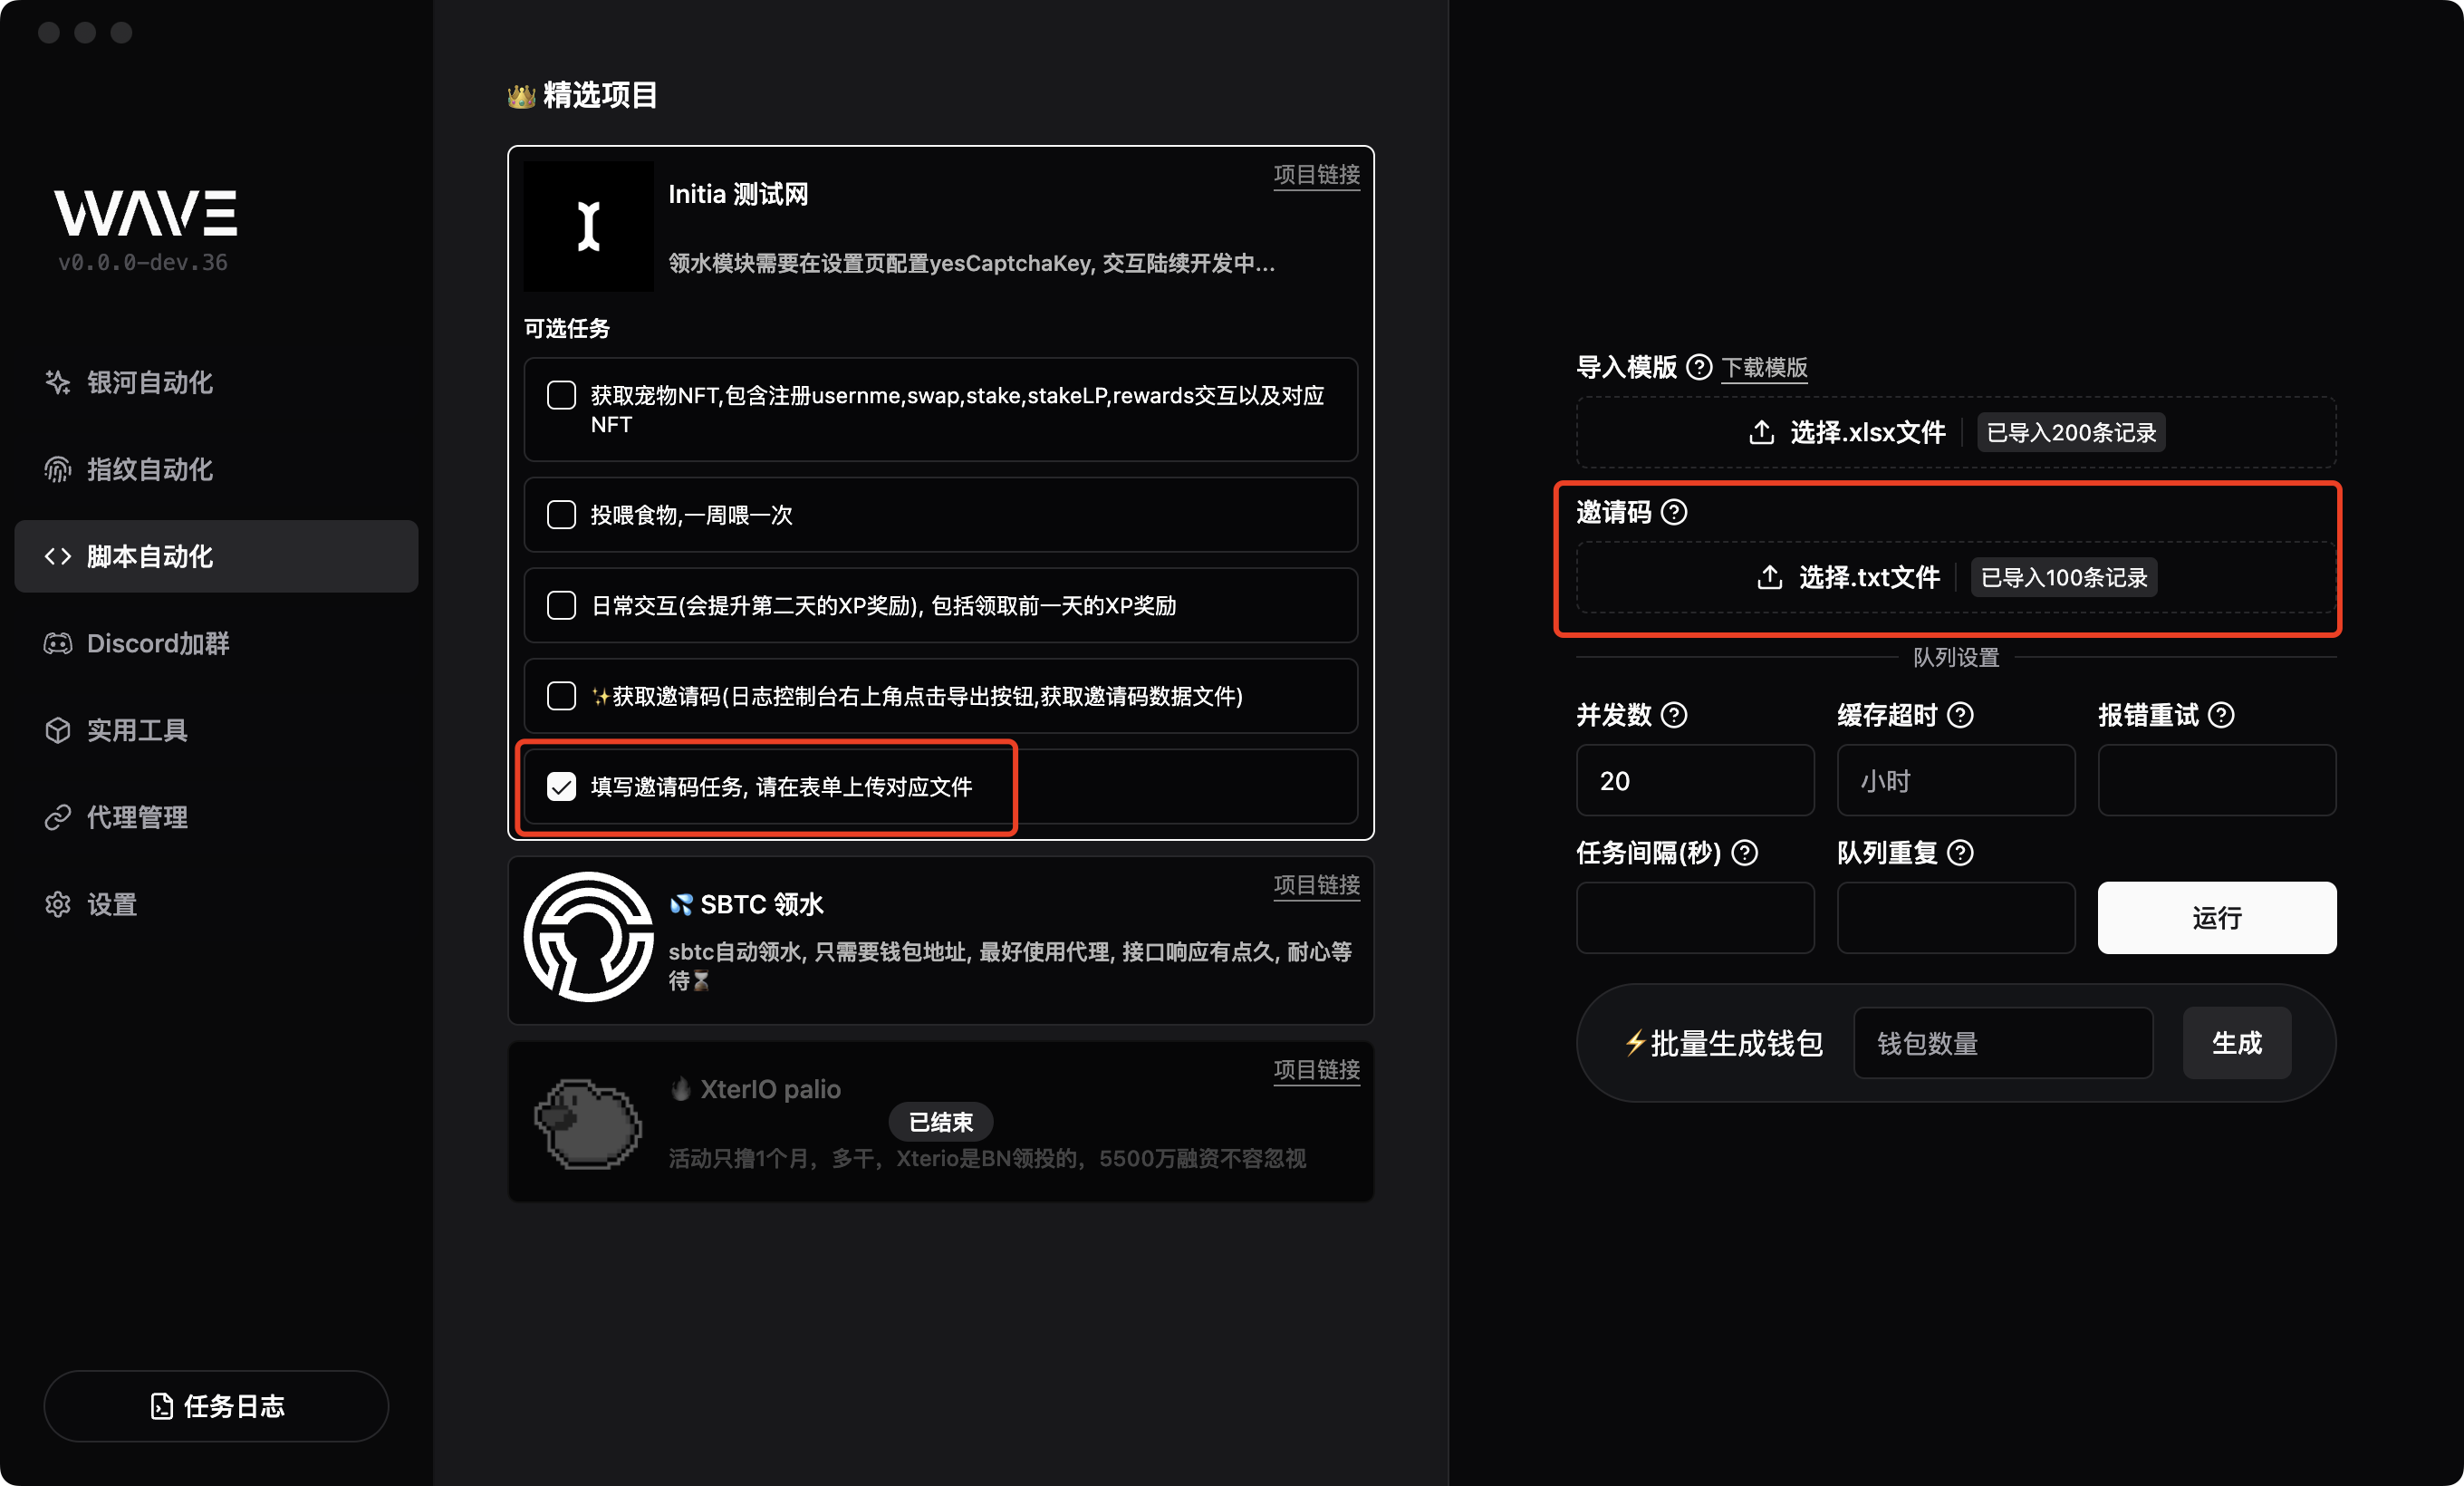 WAVE
v0.0.0-dev.36
银河自动化
指纹自动化
脚本自动化
Discord加群
实用工具
代理管理
设置
任务日志
👑 精选项目
项目链接
Initia 测试网
领水模块需要在设置页配置yesCaptchaKey, 交互陆续开发中...
可选任务
获取宠物NFT,包含注册usernme,swap,stake,stakeLP,rewards交互以及对应
NFT
投喂食物,一周喂一次
日常交互(会提升第二天的XP奖励), 包括领取前一天的XP奖励
✨获取邀请码(日志控制台右上角点击导出按钮,获取邀请码数据文件)
填写邀请码任务, 请在表单上传对应文件
项目链接
💦 SBTC 领水
sbtc自动领水, 只需要钱包地址, 最好使用代理, 接口响应有点久, 耐心等
待⏳
项目链接
🔥 XterIO palio
已结束
活动只撸1个月，多干，Xterio是BN领投的，5500万融资不容忽视
导入模版 下载模版
选择.xlsx文件 已导入200条记录
邀请码
选择.txt文件 已导入100条记录
队列设置
并发数 缓存超时 报错重试
20 小时
任务间隔(秒) 队列重复
运行
⚡批量生成钱包 钱包数量 生成